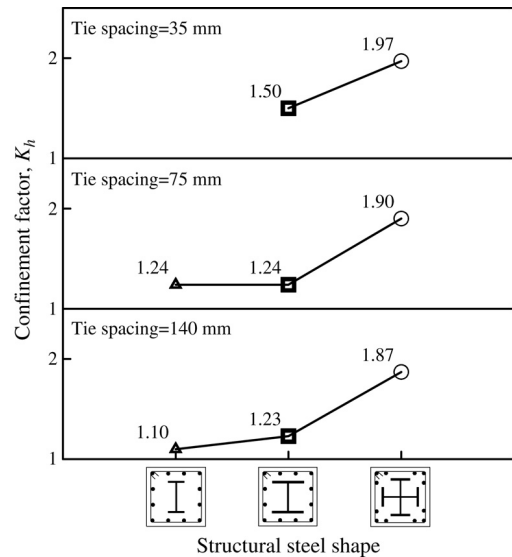 Confinement factor, K_h
Tie spacing=35 mm
2
1.50
1.97
1
Tie spacing=75 mm
2
1.24
1.24
1.90
1
Tie spacing=140 mm
2
1.10
1.23
1.87
1
Structural steel shape